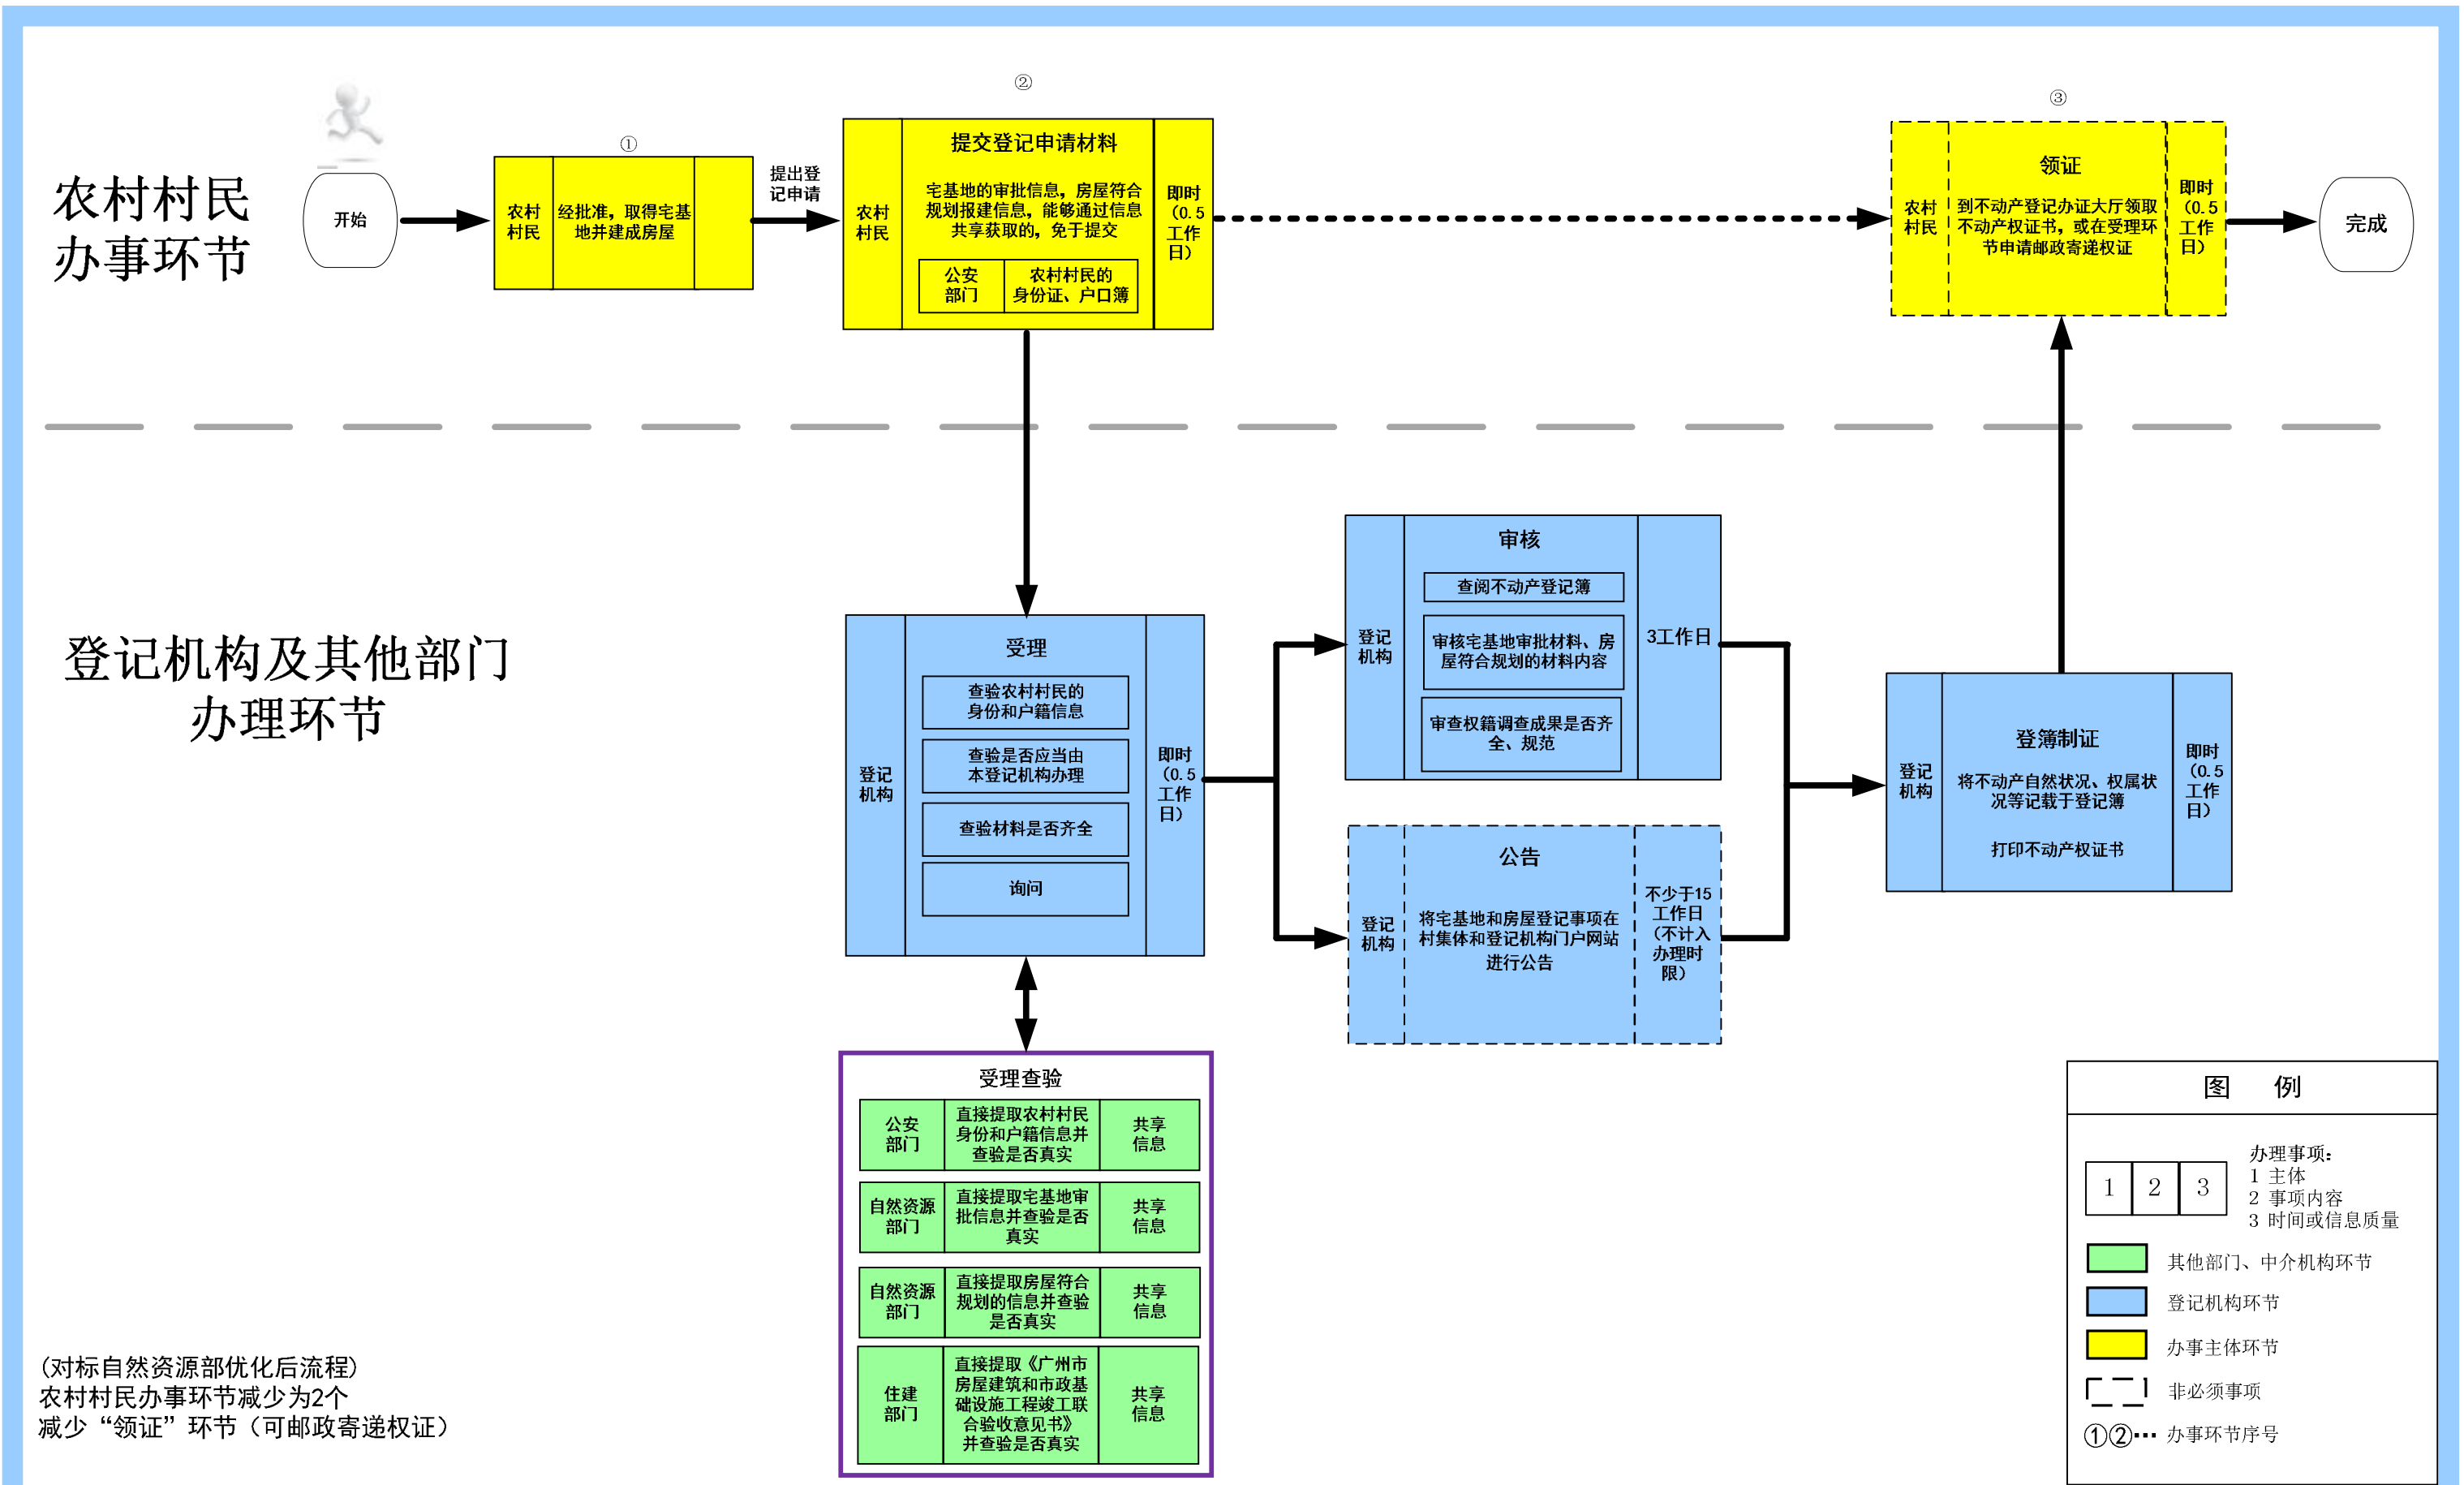 农村村民
办事环节
开始
①
农村
村民
经批准，取得宅基
地并建成房屋
提出登
记申请
②
农村
村民
提交登记申请材料
宅基地的审批信息，房屋符合
规划报建信息，能够通过信息
共享获取的，免于提交
公安
部门
农村村民的
身份证、户口簿
即时
（0.5
工作
日）
③
农村
村民
领证
到不动产登记办证大厅领取
不动产权证书，或在受理环
节申请邮政寄递权证
即时
（0.5
工作
日）
完成
登记机构及其他部门
办理环节
登记
机构
受理
查验农村村民的
身份和户籍信息
查验是否应当由
本登记机构办理
查验材料是否齐全
询问
即时
（0.5
工作
日）
登记
机构
审核
查阅不动产登记簿
审核宅基地审批材料、房
屋符合规划的材料内容
审查权籍调查成果是否齐
全、规范
3工作日
登记
机构
公告
将宅基地和房屋登记事项在
村集体和登记机构门户网站
进行公告
不少于15
工作日
（不计入
办理时
限）
登记
机构
登簿制证
将不动产自然状况、权属状
况等记载于登记簿
打印不动产权证书
即时
（0.5
工作
日）
受理查验
公安
部门
直接提取农村村民
身份和户籍信息并
查验是否真实
共享
信息
自然资源
部门
直接提取宅基地审
批信息并查验是否
真实
共享
信息
自然资源
部门
直接提取房屋符合
规划的信息并查验
是否真实
共享
信息
住建
部门
直接提取《广州市
房屋建筑和市政基
础设施工程竣工联
合验收意见书》
并查验是否真实
共享
信息
（对标自然资源部优化后流程）
农村村民办事环节减少为2个
减少“领证”环节（可邮政寄递权证）
图 例
1 2 3
办理事项：
1 主体
2 事项内容
3 时间或信息质量
其他部门、中介机构环节
登记机构环节
办事主体环节
非必须事项
①②… 办事环节序号